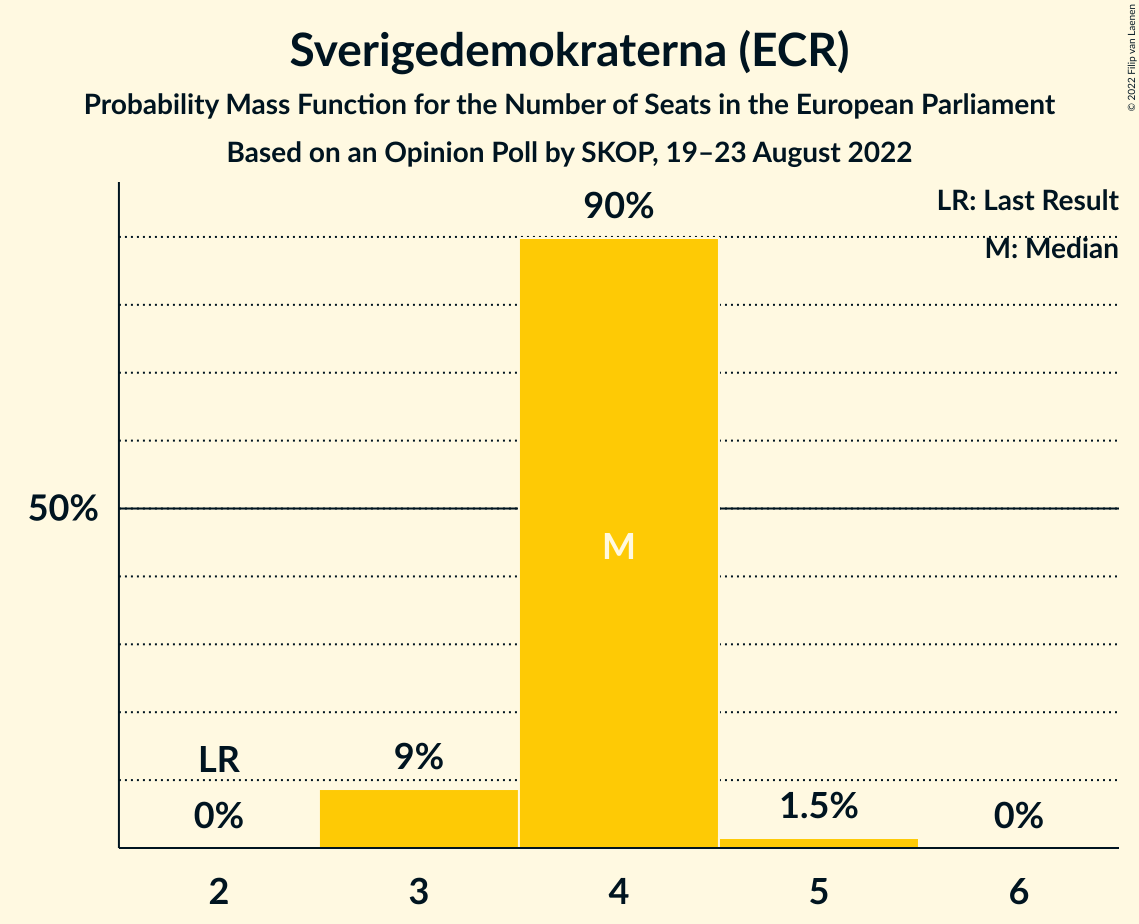 Sverigedemokraterna (ECR)
Probability Mass Function for the Number of Seats in the European Parliament
Based on an Opinion Poll by SKOP, 19–23 August 2022
© 2022 Filip van Laenen
LR: Last Result
M: Median
90%
50%
M
LR
0%
9%
1.5%
0%
2
3
4
5
6